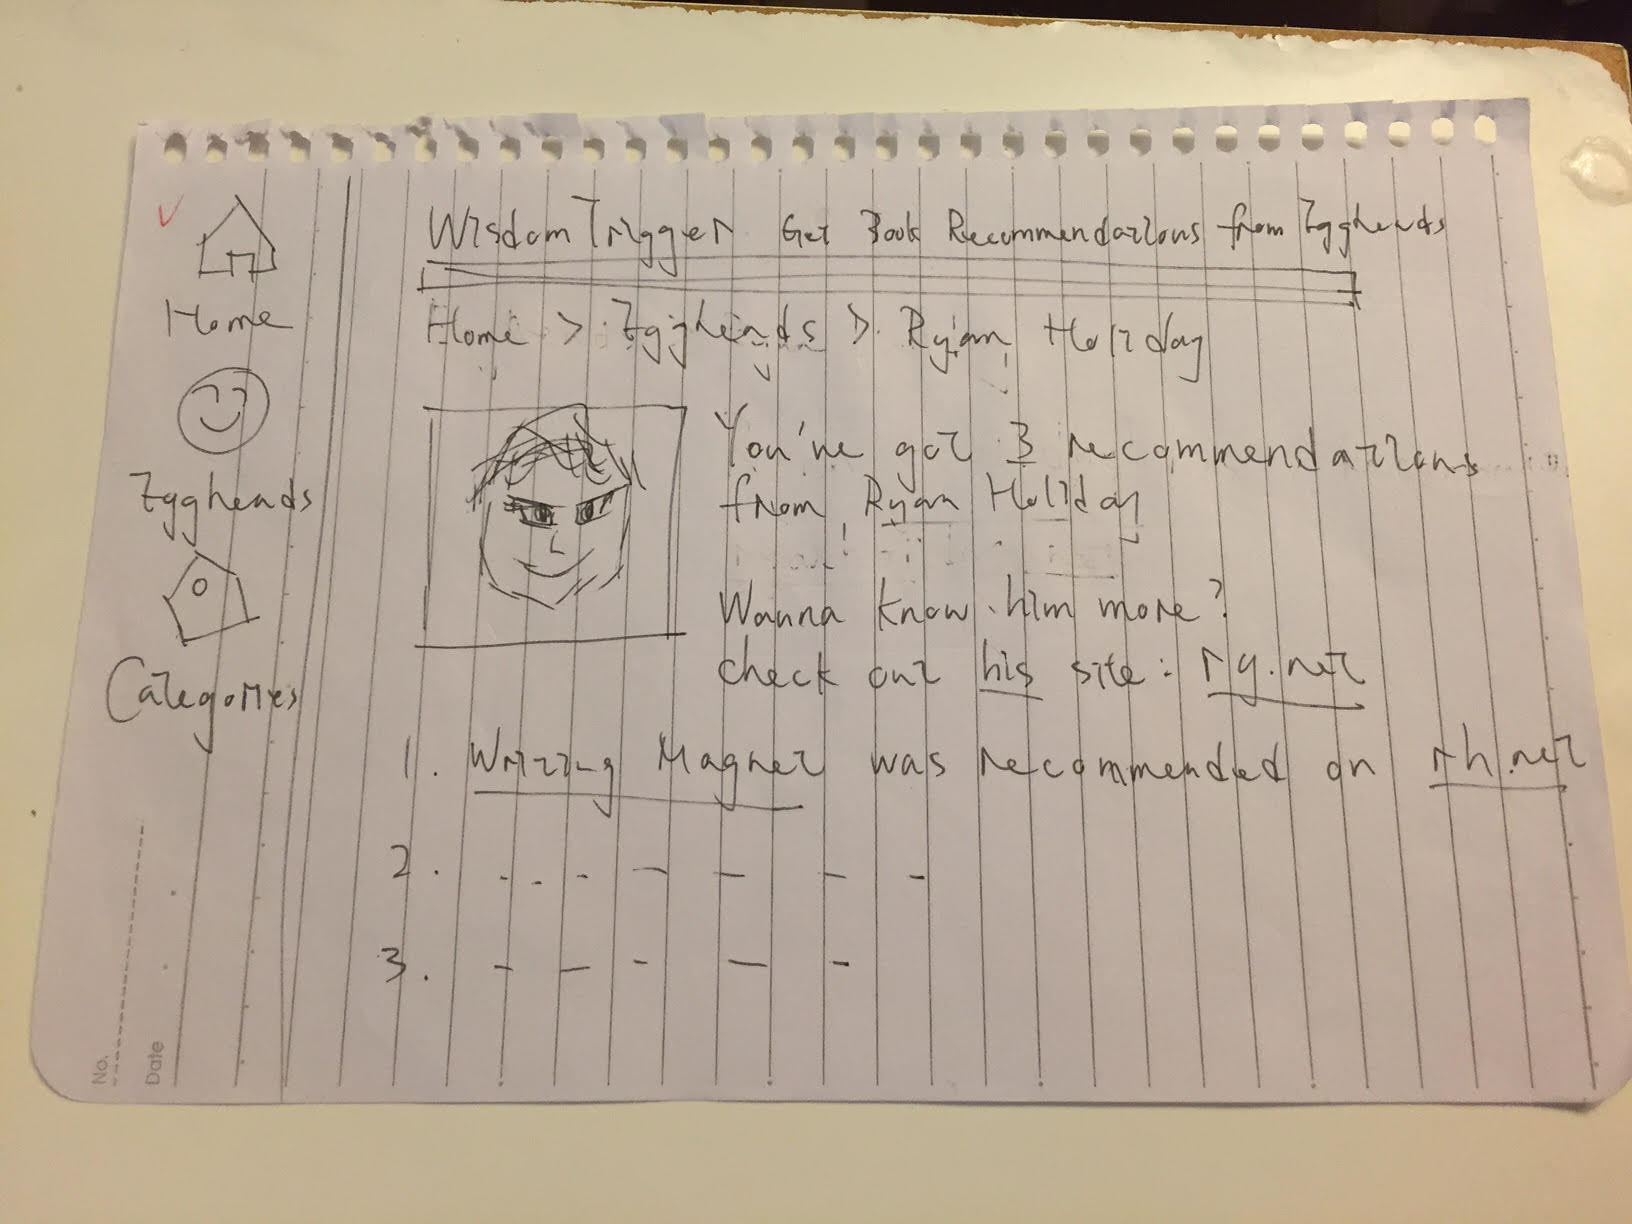 Home
Eggheads
Categories
WisdomTrigger Get Book Recommendations from Eggheads
Home > Eggheads > Ryan Holiday
You've got 3 recommendations
from Ryan Holiday
Wanna know him more?
check out his site: ry.net
1. Writing Magnet was recommended on rh.net
2.
3.
No.
Date